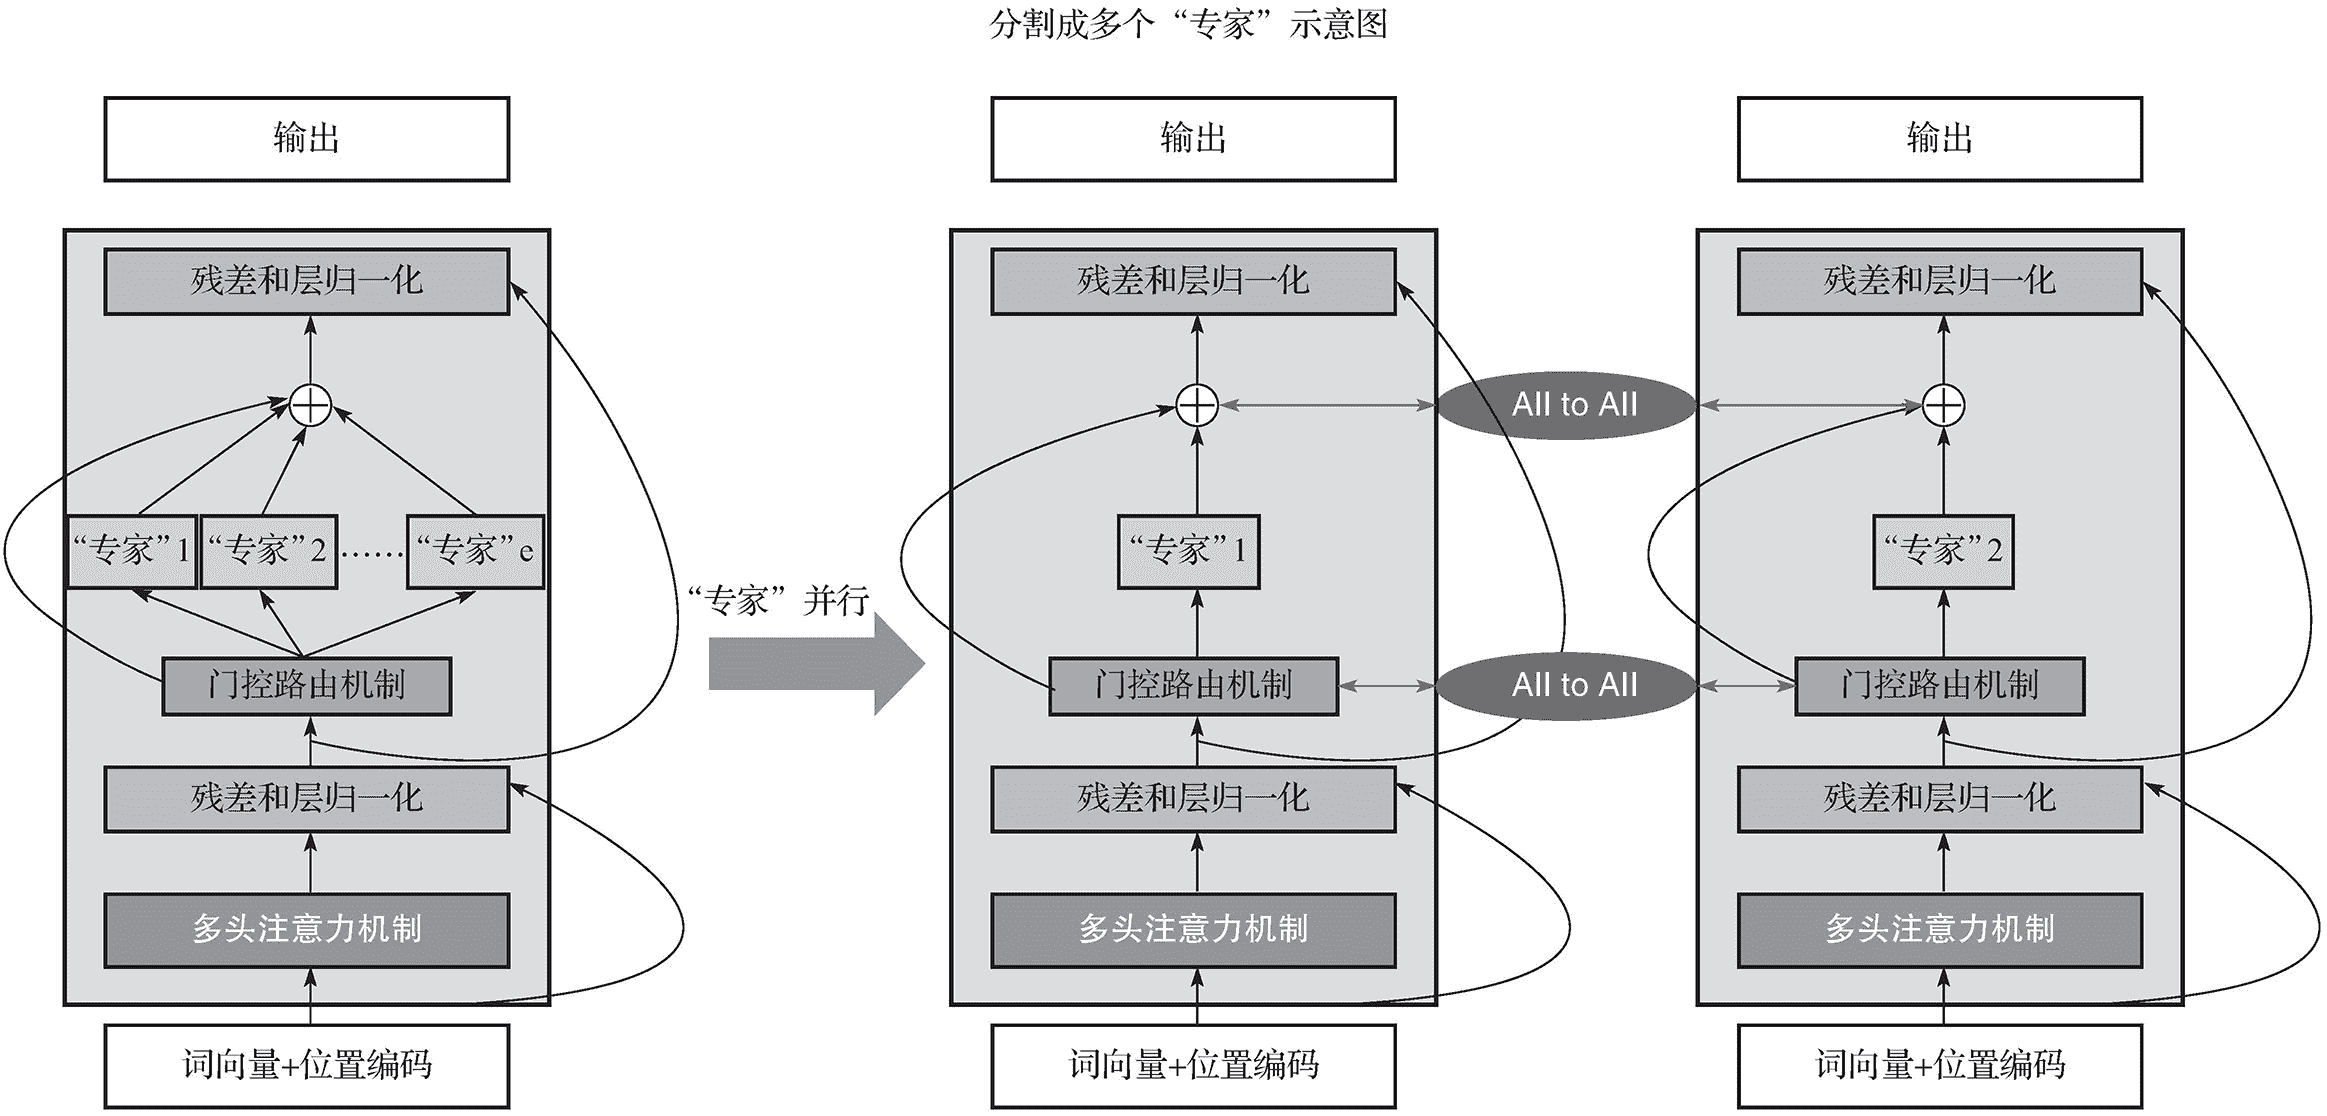 分割成多个“专家”示意图
输出
残差和层归一化
“专家”1
“专家”2
……
“专家”e
门控路由机制
残差和层归一化
多头注意力机制
词向量+位置编码
“专家”并行
输出
残差和层归一化
All to All
“专家”1
门控路由机制
All to All
残差和层归一化
多头注意力机制
词向量+位置编码
输出
残差和层归一化
“专家”2
门控路由机制
残差和层归一化
多头注意力机制
词向量+位置编码